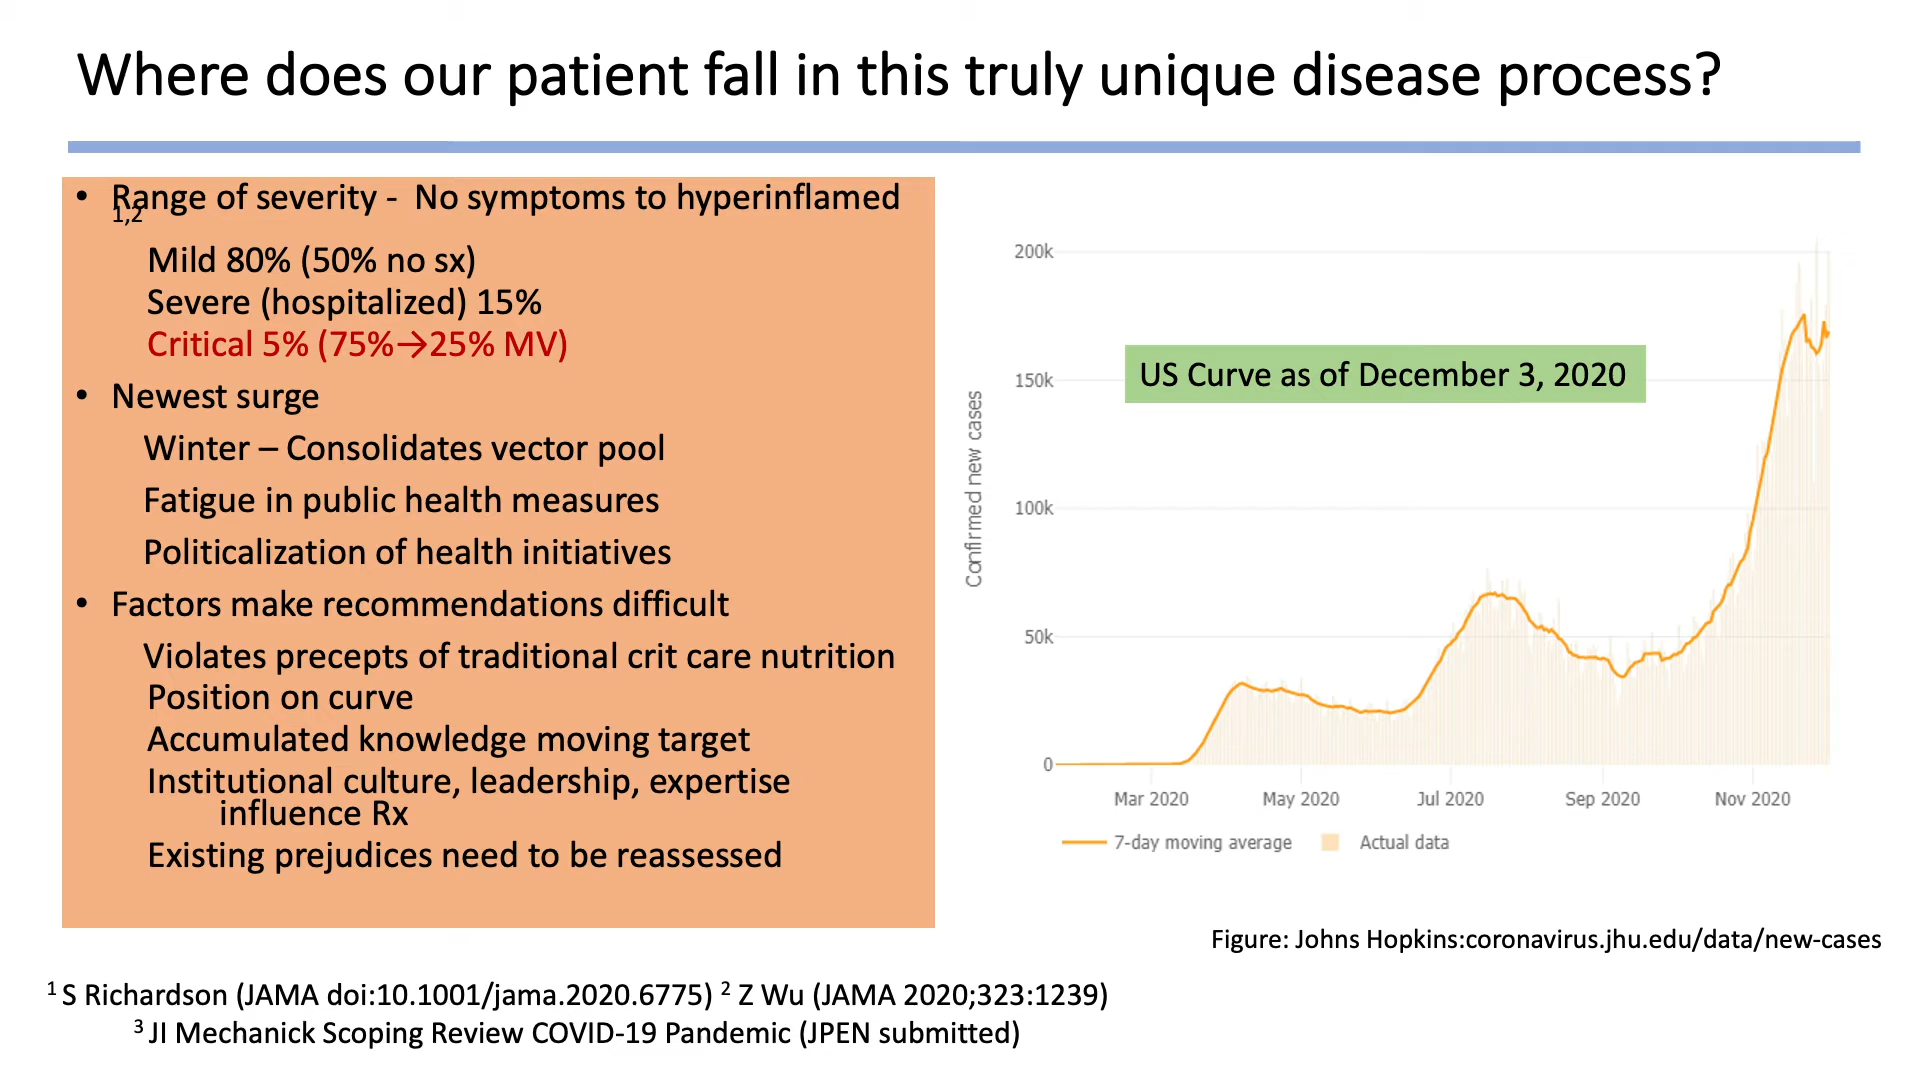 Where does our patient fall in this truly unique disease process?
• Range of severity - No symptoms to hyperinflamed
1,2
Mild 80% (50% no sx)
Severe (hospitalized) 15%
Critical 5% (75%→25% MV)
• Newest surge
Winter – Consolidates vector pool
Fatigue in public health measures
Politicalization of health initiatives
• Factors make recommendations difficult
Violates precepts of traditional crit care nutrition
Position on curve
Accumulated knowledge moving target
Institutional culture, leadership, expertise
influence Rx
Existing prejudices need to be reassessed
US Curve as of December 3, 2020
Confirmed new cases
200k
150k
100k
50k
0
Mar 2020 May 2020 Jul 2020 Sep 2020 Nov 2020
7-day moving average Actual data
Figure: Johns Hopkins:coronavirus.jhu.edu/data/new-cases
1 S Richardson (JAMA doi:10.1001/jama.2020.6775) 2 Z Wu (JAMA 2020;323:1239)
3 JI Mechanick Scoping Review COVID-19 Pandemic (JPEN submitted)